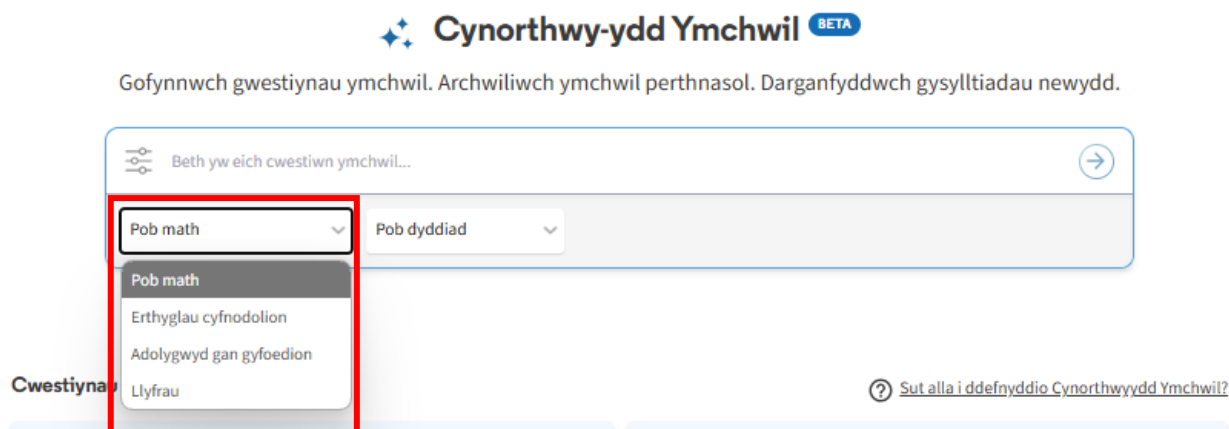 Cynorthwy-ydd Ymchwil BETA
Gofynnwch gwestiynau ymchwil. Archwiliwch ymchwil perthnasol. Darganfyddwch gysylltiadau newydd.
Beth yw eich cwestiwn ymchwil...
Pob math Pob dyddiad
Pob math
Erthyglau cyfnodolion
Adolygwyd gan gyfoedion
Llyfrau
Cwestiynau
Sut alla i ddefnyddio Cynorthwyydd Ymchwil?